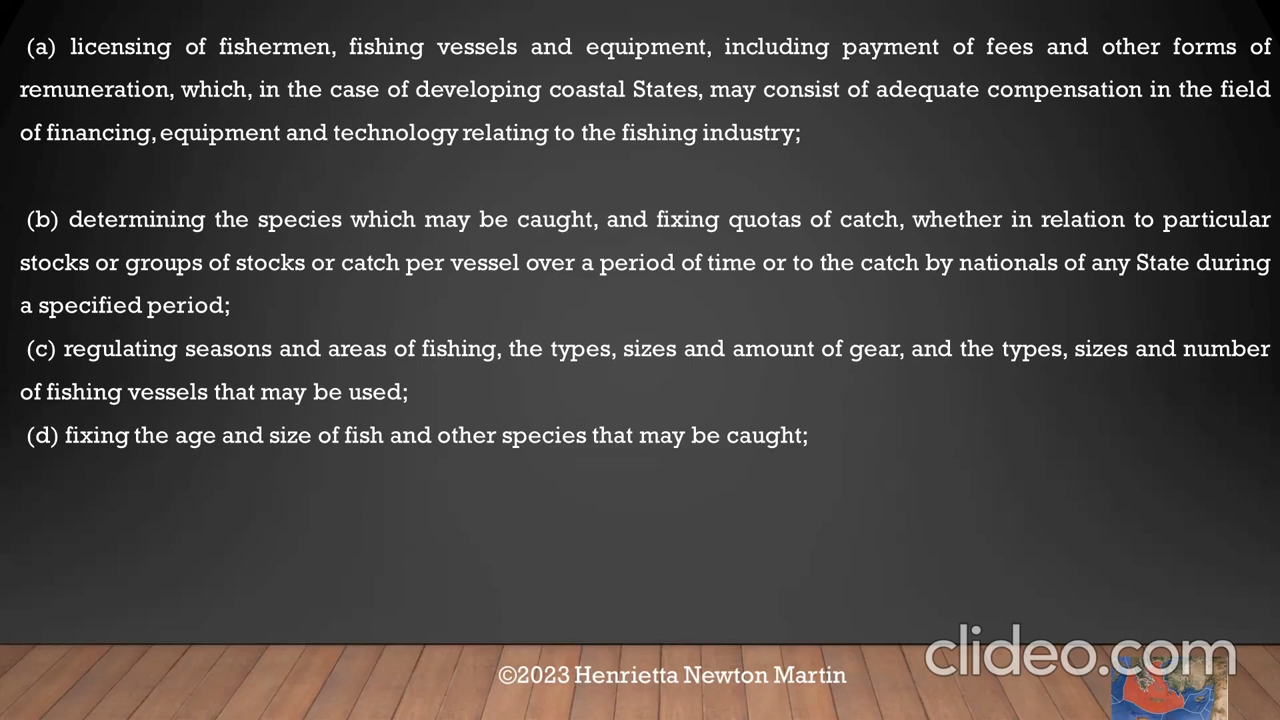 (a) licensing of fishermen, fishing vessels and equipment, including payment of fees and other forms of
remuneration, which, in the case of developing coastal States, may consist of adequate compensation in the field
of financing, equipment and technology relating to the fishing industry;
(b) determining the species which may be caught, and fixing quotas of catch, whether in relation to particular
stocks or groups of stocks or catch per vessel over a period of time or to the catch by nationals of any State during
a specified period;
(c) regulating seasons and areas of fishing, the types, sizes and amount of gear, and the types, sizes and number
of fishing vessels that may be used;
(d) fixing the age and size of fish and other species that may be caught;
clideo.com
©2023 Henrietta Newton Martin